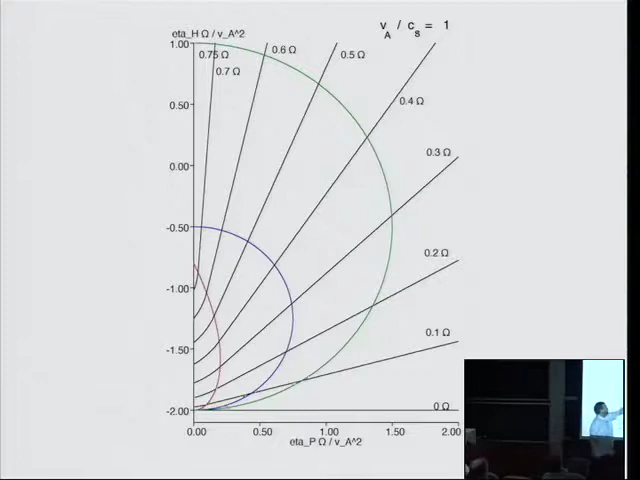 v_A / c_s = 1
eta_H Ω / v_A^2
1.00
0.75 Ω
0.6 Ω
0.5 Ω
0.7 Ω
0.4 Ω
0.50
0.3 Ω
0.00
-0.50
0.2 Ω
-1.00
0.1 Ω
-1.50
-2.00
0 Ω
0.00 0.50 1.00 1.50 2.00
eta_P Ω / v_A^2